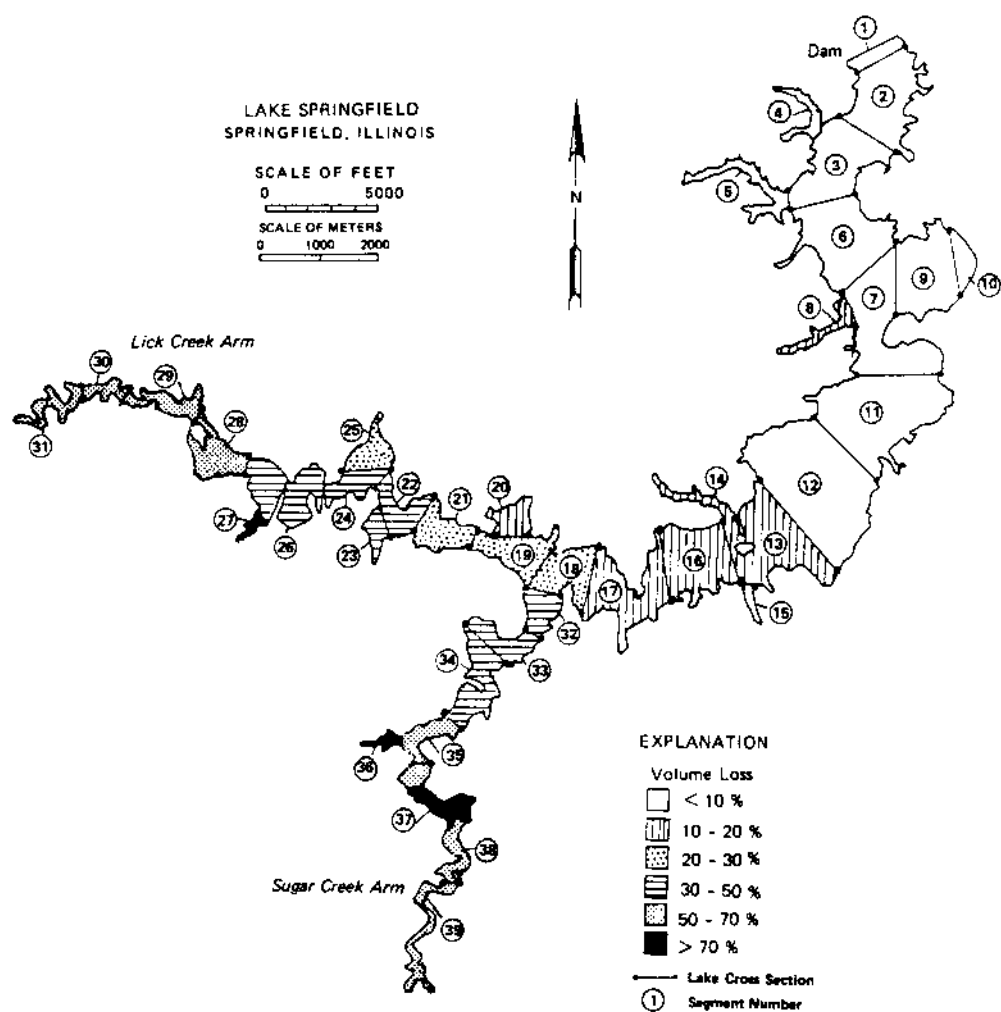 1
Dam
2
LAKE SPRINGFIELD
SPRINGFIELD, ILLINOIS
4
3
SCALE OF FEET
0 5000
N
5
SCALE OF METERS
0 1000 2000
6
9
7
10
8
Lick Creek Arm
30
29
11
31
28
25
12
22
21
20
14
27
24
26
23
19
18
16
13
17
15
32
34
33
35
36
37
38
39
Sugar Creek Arm
EXPLANATION
Volume Loss
< 10 %
10 - 20 %
20 - 30 %
30 - 50 %
50 - 70 %
> 70 %
Lake Cross Section
1 Segment Number